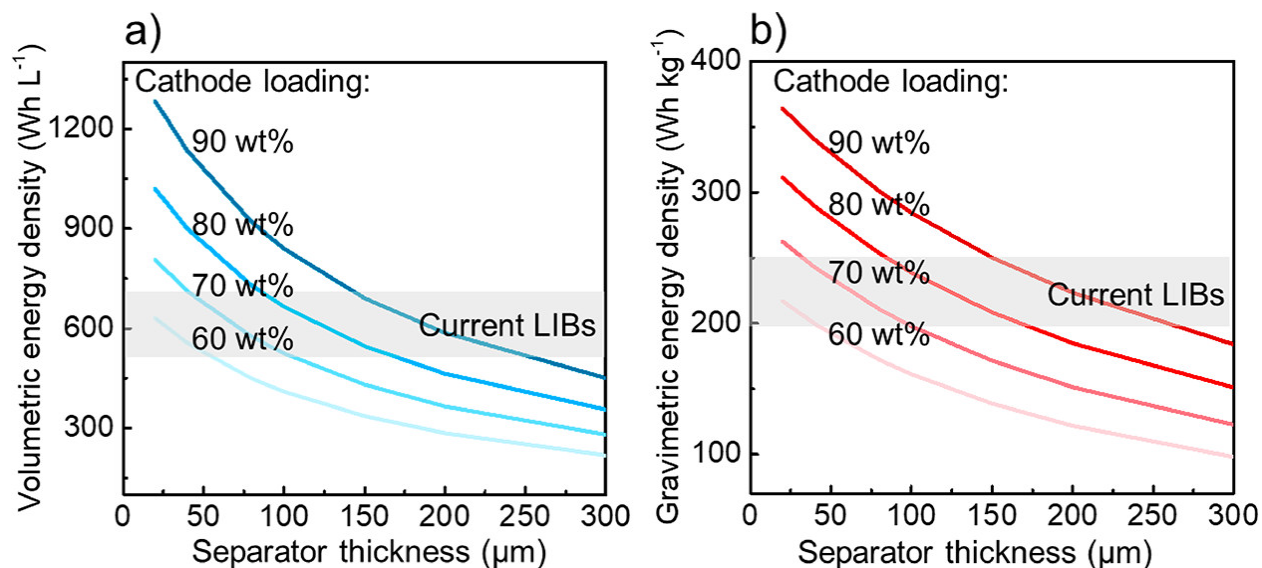 a)
Volumetric energy density (Wh L⁻¹)
Cathode loading:
90 wt%
80 wt%
70 wt%
60 wt%
Current LIBs
1200
900
600
300
0 50 100 150 200 250 300
Separator thickness (µm)
b)
Gravimetric energy density (Wh kg⁻¹)
Cathode loading:
90 wt%
80 wt%
70 wt%
60 wt%
Current LIBs
400
300
200
100
0 50 100 150 200 250 300
Separator thickness (µm)